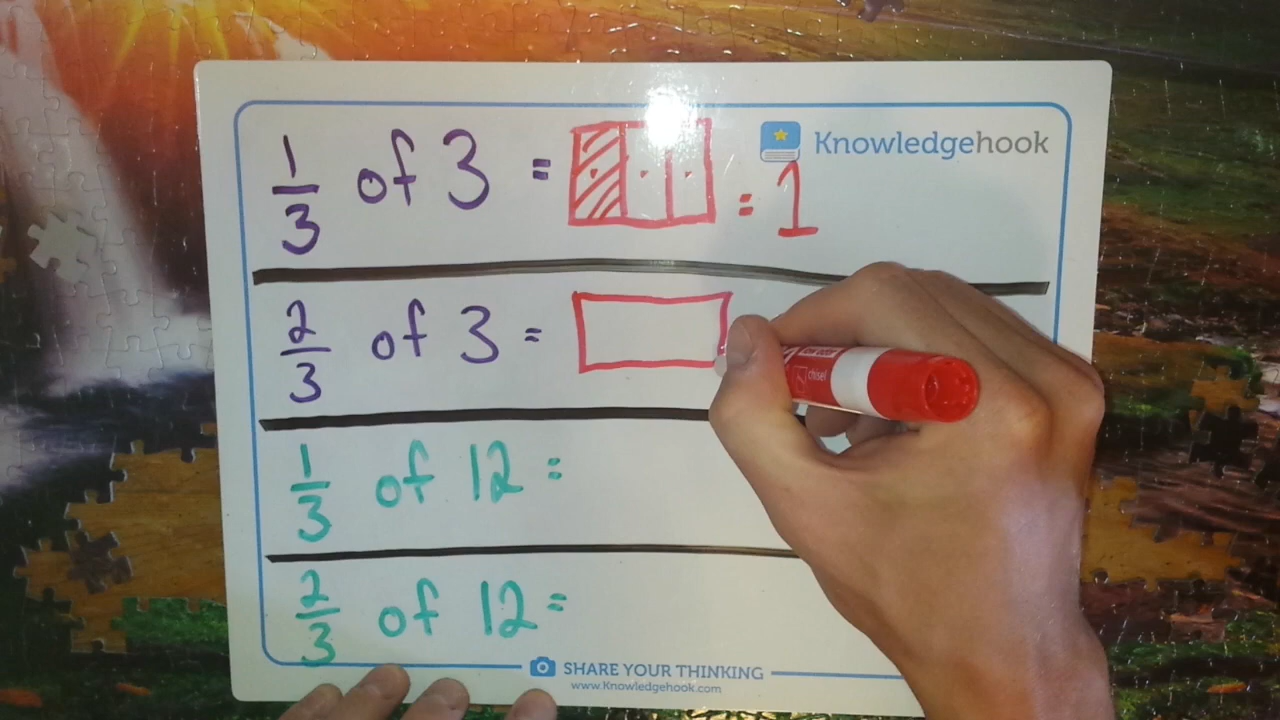 Knowledgehook
1/3 of 3 = = 1
2/3 of 3 =
chisel
1/3 of 12 =
2/3 of 12 =
SHARE YOUR THINKING
www.Knowledgehook.com